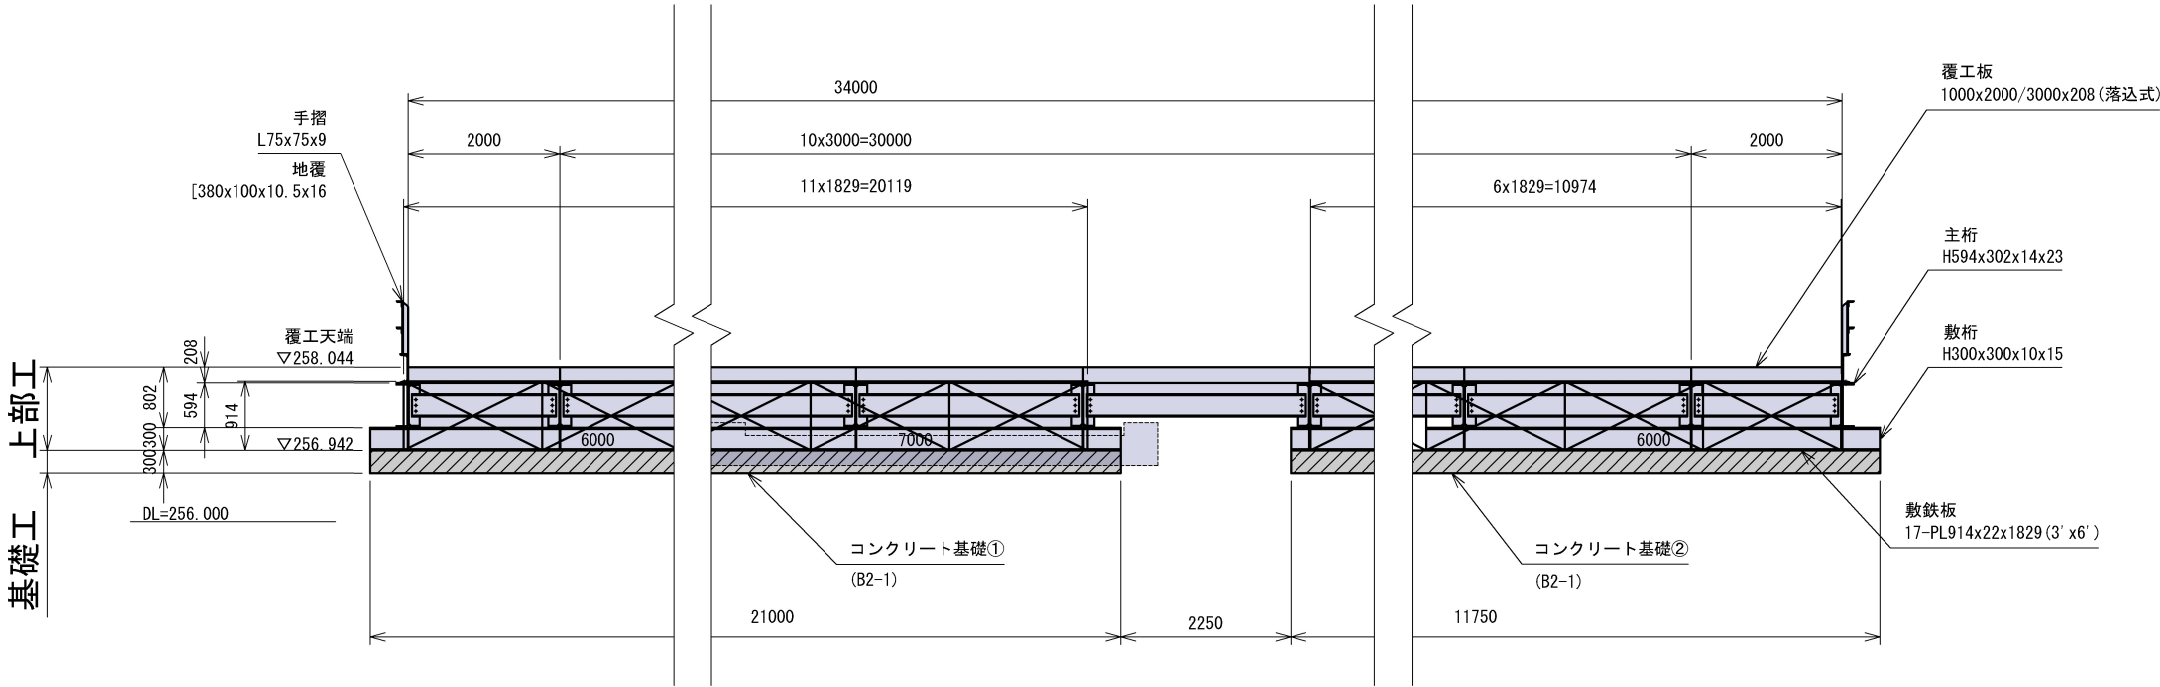 34000
2000
10x3000=30000
2000
11x1829=20119
6x1829=10974
手摺
L75x75x9
地覆
[380x100x10.5x16
覆工板
1000x2000/3000x208(落込式)
主桁
H594x302x14x23
敷桁
H300x300x10x15
覆工天端
▽258.044
208
802
594
914
300
300
▽256.942
DL=256.000
上部工
基礎工
6000
7000
6000
コンクリート基礎①
(B2-1)
コンクリート基礎②
(B2-1)
敷鉄板
17-PL914x22x1829(3'x6')
21000
2250
11750